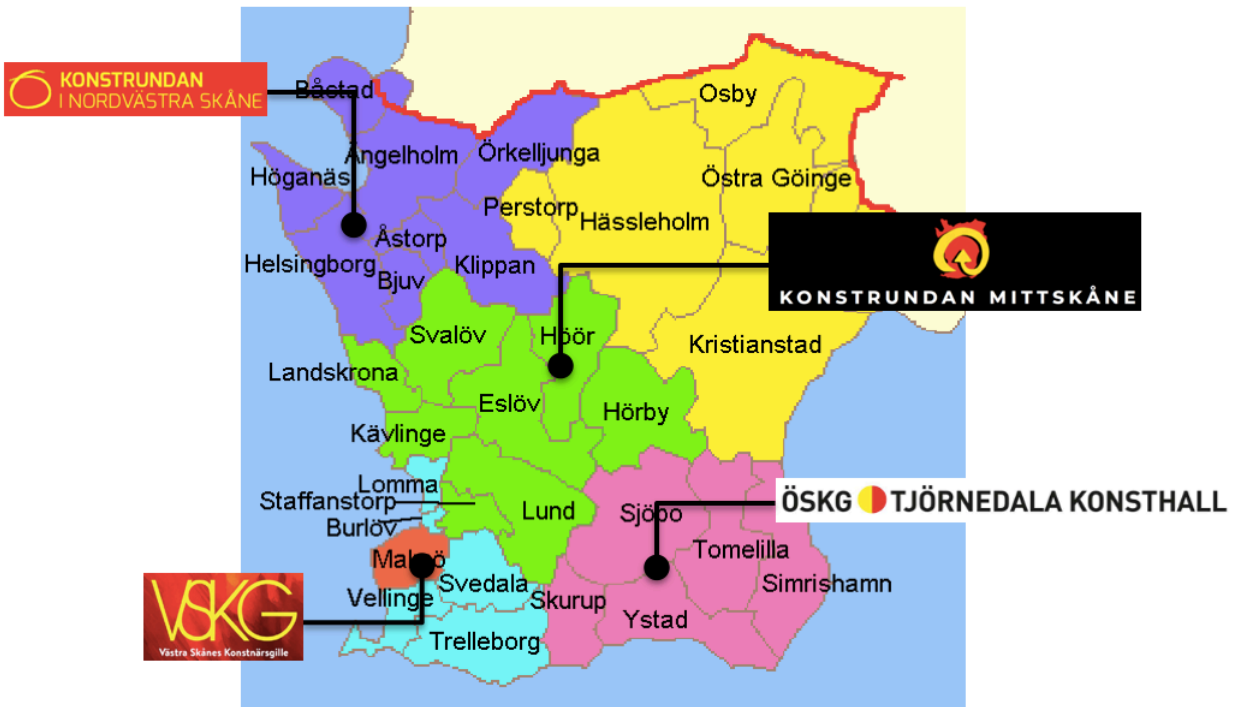 KONSTRUNDAN
I NORDVÄSTRA SKÅNE
Båstad
Osby
Ängelholm
Örkelljunga
Höganäs
Östra Göinge
Perstorp
Hässleholm
Åstorp
Helsingborg
Klippan
Bjuv
KONSTRUNDAN MITTSKÅNE
Svalöv
Höör
Kristianstad
Landskrona
Eslöv
Hörby
Kävlinge
Lomma
Staffanstorp
Lund
Sjöbo
ÖSKG TJÖRNEDALA KONSTHALL
Burlöv
Malmö
Tomelilla
Svedala
Simrishamn
Vellinge
Skurup
Ystad
VSKG
Västra Skånes Konstnärsgille
Trelleborg